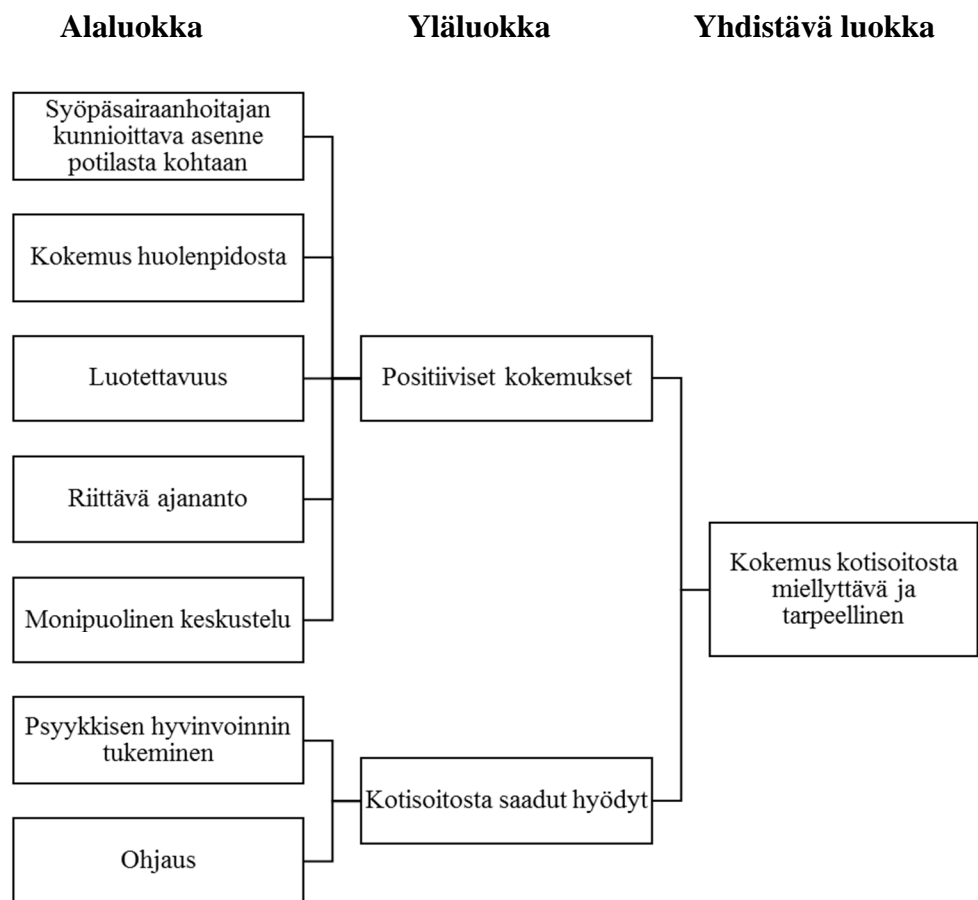 Alaluokka Yläluokka Yhdistävä luokka
Syöpäsairaanhoitajan
kunnioittava asenne
potilasta kohtaan
Kokemus huolenpidosta
Luotettavuus
Riittävä ajananto
Monipuolinen keskustelu
Psyykkisen hyvinvoinnin
tukeminen
Ohjaus
Positiiviset kokemukset
Kotisoitosta saadut hyödyt
Kokemus kotisoitosta
miellyttävä ja
tarpeellinen